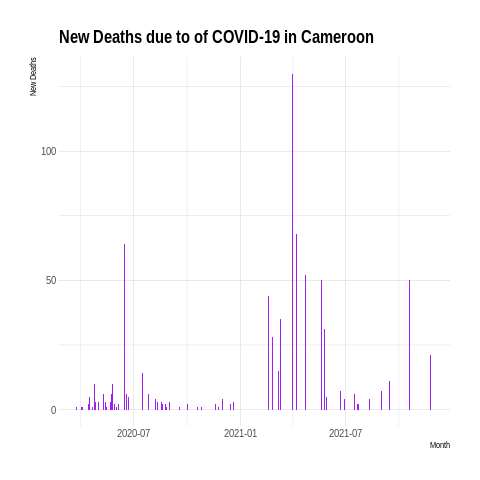 New Deaths due to of COVID-19 in Cameroon
New Deaths
100
50
0
2020-07
2021-01
2021-07
Month